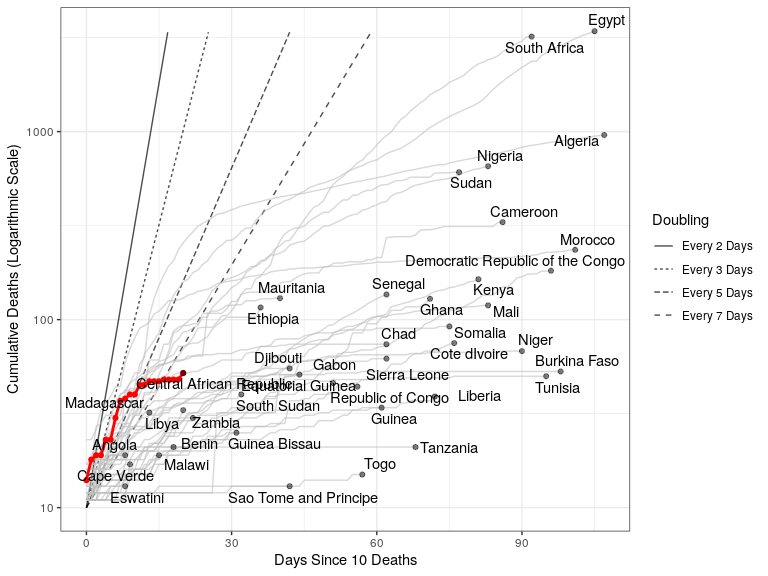 Egypt
South Africa
1000
Algeria
Nigeria
Sudan
Cameroon
Morocco
Democratic Republic of the Congo
Mauritania
Senegal
Kenya
Ethiopia
Ghana
Mali
100
Chad
Somalia
Niger
Djibouti
Gabon
Cote dIvoire
Burkina Faso
Central African Republic
Equatorial Guinea
Sierra Leone
Tunisia
Madagascar
South Sudan
Republic of Congo
Liberia
Libya
Zambia
Guinea
Angola
Benin
Guinea Bissau
Tanzania
Malawi
Togo
Cape Verde
Eswatini
Sao Tome and Principe
10
0
30
60
90
Days Since 10 Deaths
Cumulative Deaths (Logarithmic Scale)
Doubling
Every 2 Days
Every 3 Days
Every 5 Days
Every 7 Days